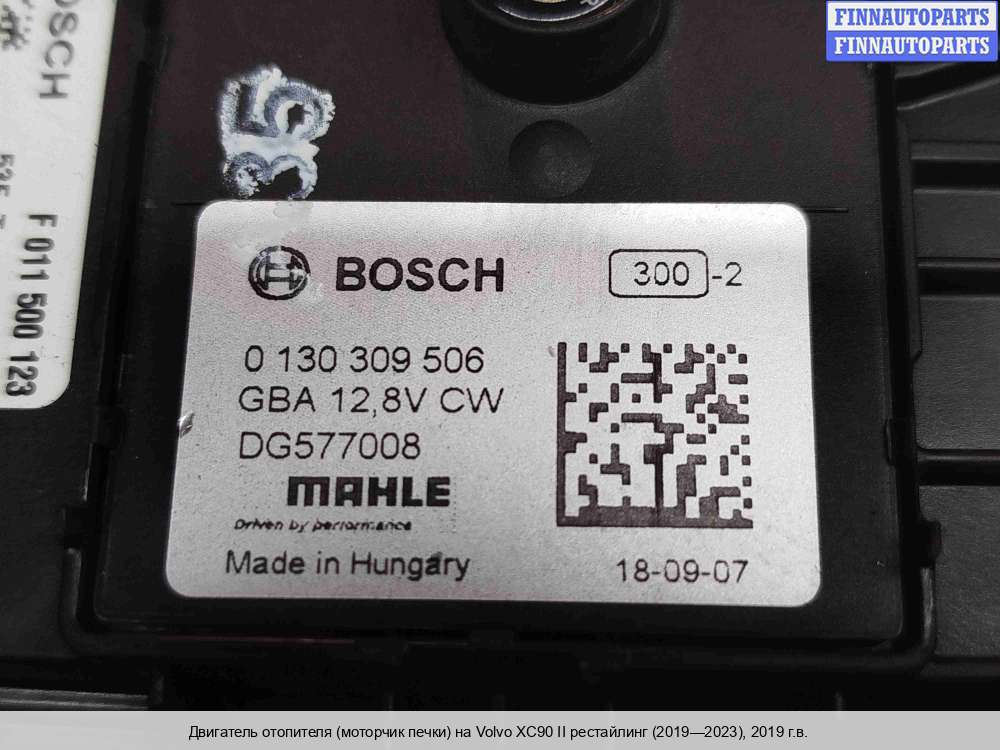 FINNAUTOPARTS
FINNAUTOPARTS
BOSCH
F 011 500 123
35
BOSCH
300-2
0 130 309 506
GBA 12,8V CW
DG577008
MAHLE
Driven by performance
Made in Hungary
18-09-07
Двигатель отопителя (моторчик печки) на Volvo XC90 II рестайлинг (2019—2023), 2019 г.в.